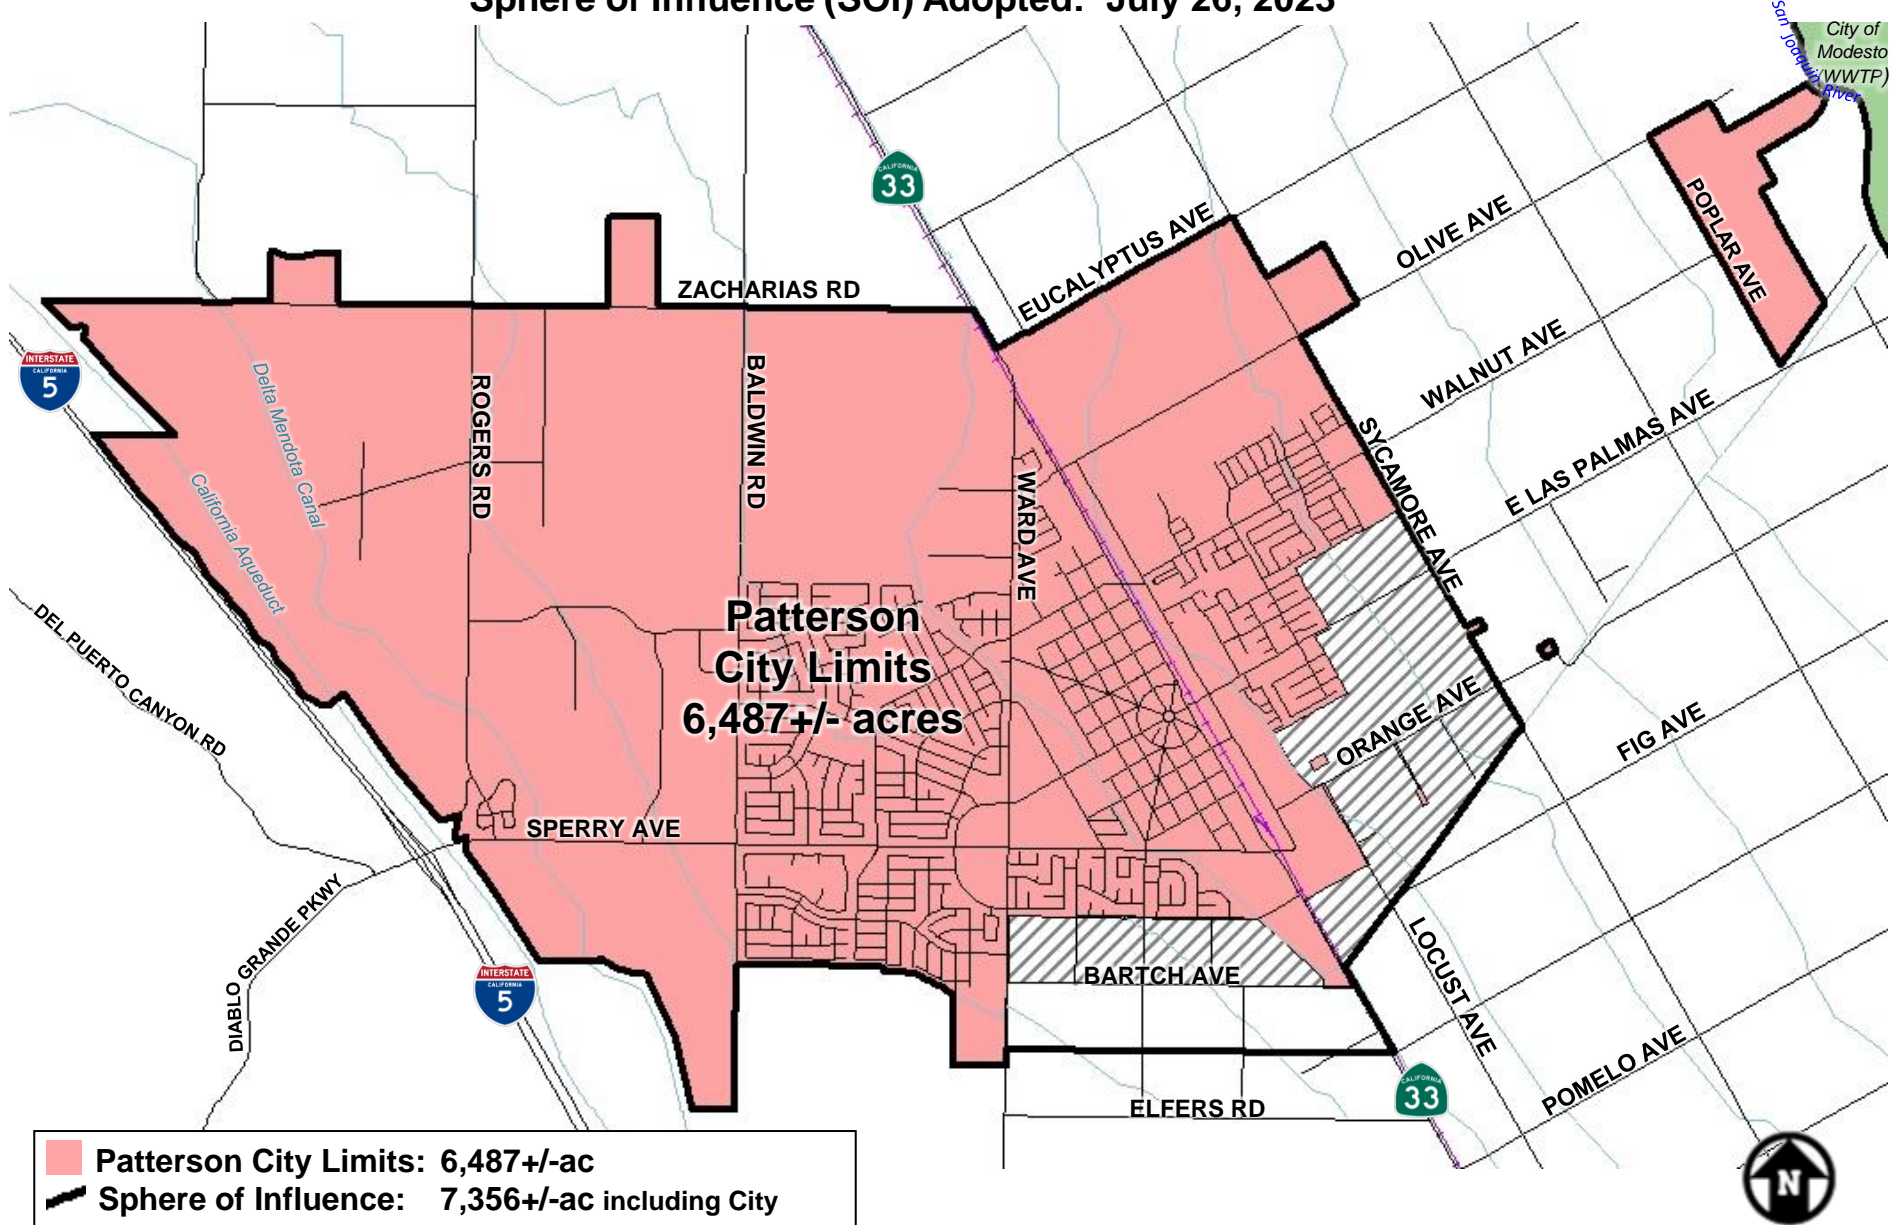 Sphere of Influence (SOI) Adopted: July 26, 2023
San Joaquin River
City of
Modesto
(WWTP)
CALIFORNIA
33
POPLAR AVE
EUCALYPTUS AVE
OLIVE AVE
ZACHARIAS RD
INTERSTATE
CALIFORNIA
5
Delta Mendota Canal
ROGERS RD
BALDWIN RD
WALNUT AVE
SYCAMORE AVE
E LAS PALMAS AVE
California Aqueduct
WARD AVE
DEL PUERTO CANYON RD
Patterson
City Limits
6,487+/- acres
ORANGE AVE
FIG AVE
SPERRY AVE
DIABLO GRANDE PKWY
INTERSTATE
CALIFORNIA
5
BARTCH AVE
LOCUST AVE
POMELO AVE
CALIFORNIA
33
ELFERS RD
Patterson City Limits: 6,487+/-ac
Sphere of Influence: 7,356+/-ac including City
N